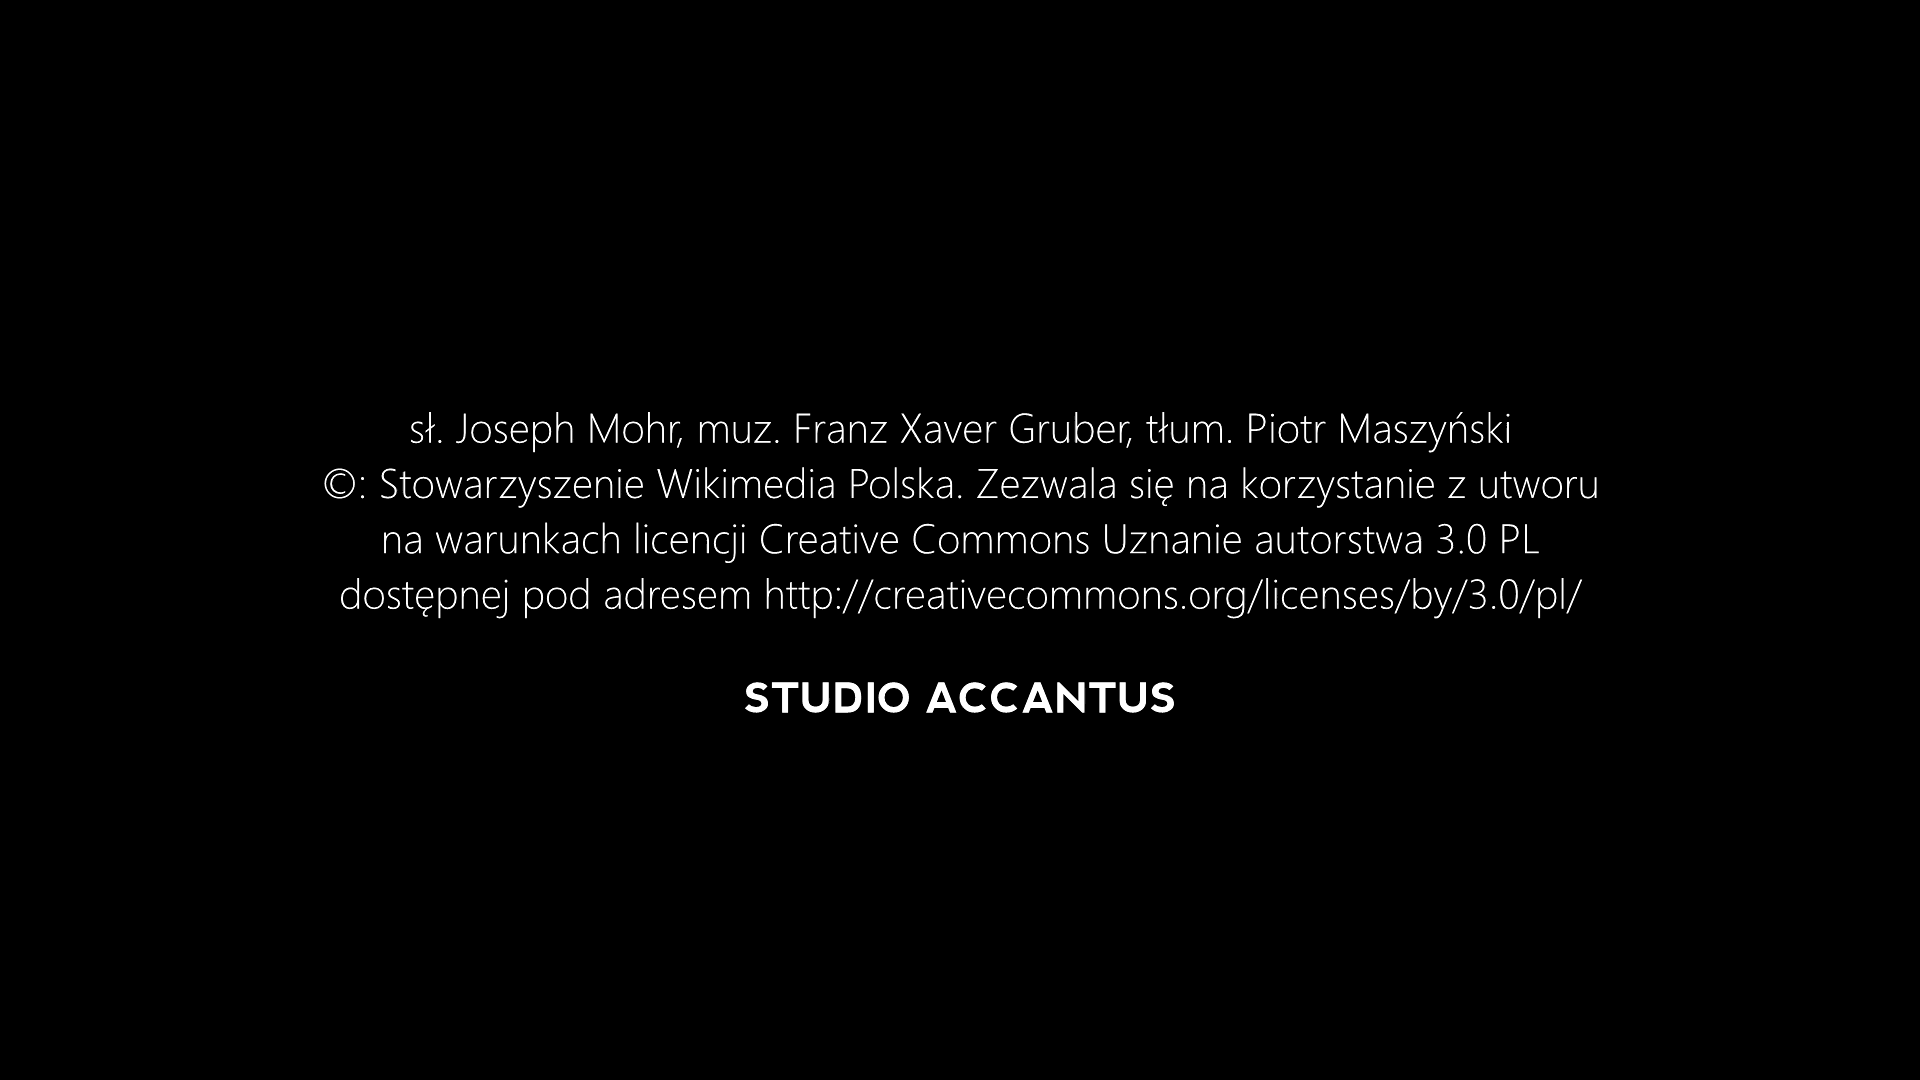 sł. Joseph Mohr, muz. Franz Xaver Gruber, tłum. Piotr Maszyński
©: Stowarzyszenie Wikimedia Polska. Zezwala się na korzystanie z utworu
na warunkach licencji Creative Commons Uznanie autorstwa 3.0 PL
dostępnej pod adresem http://creativecommons.org/licenses/by/3.0/pl/
STUDIO ACCANTUS